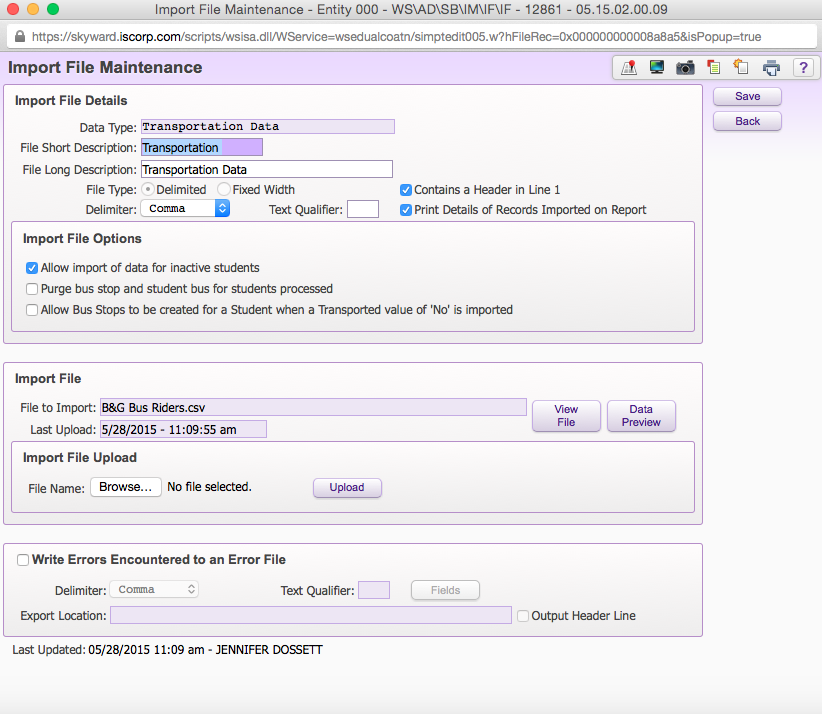 Import File Maintenance - Entity 000 - WS\AD\SB\IM\IF\IF - 12861 - 05.15.02.00.09
https://skyward.iscorp.com/scripts/wsisa.dll/WService=wsedualcoatn/simptedit005.w?hFileRec=0x000000000008a8a5&isPopup=true
Import File Maintenance
?
Import File Details
Save
Data Type: Transportation Data
Back
File Short Description: Transportation
File Long Description: Transportation Data
File Type: Delimited Fixed Width Contains a Header in Line 1
Delimiter: Comma Text Qualifier: Print Details of Records Imported on Report
Import File Options
Allow import of data for inactive students
Purge bus stop and student bus for students processed
Allow Bus Stops to be created for a Student when a Transported value of 'No' is imported
Import File
File to Import: B&G Bus Riders.csv
View File
Data Preview
Last Upload: 5/28/2015 - 11:09:55 am
Import File Upload
File Name: Browse... No file selected. Upload
Write Errors Encountered to an Error File
Delimiter: Comma Text Qualifier: Fields
Export Location: Output Header Line
Last Updated: 05/28/2015 11:09 am - JENNIFER DOSSETT